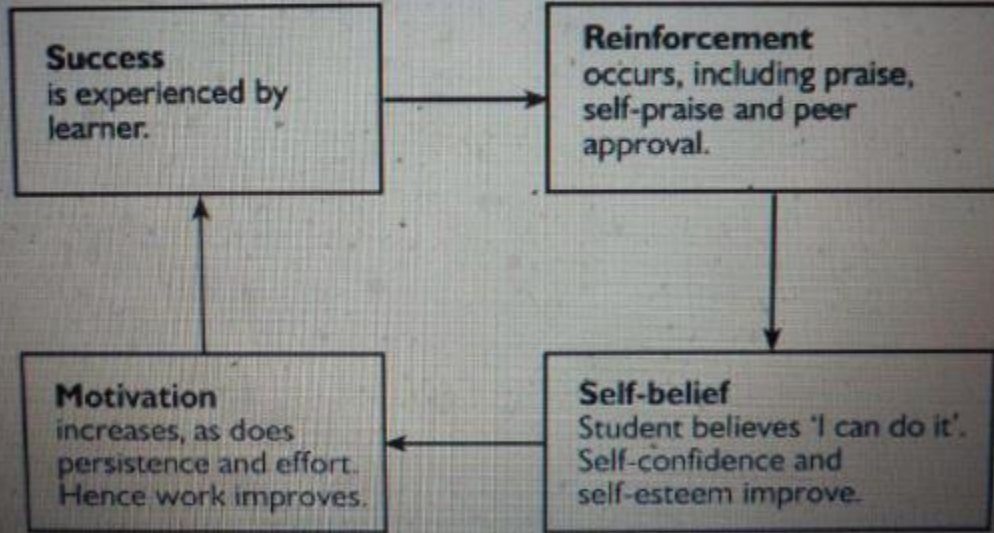 Success
is experienced by
learner.
Reinforcement
occurs, including praise,
self-praise and peer
approval.
Self-belief
Student believes ‘I can do it’.
Self-confidence and
self-esteem improve.
Motivation
increases, as does
persistence and effort.
Hence work improves.